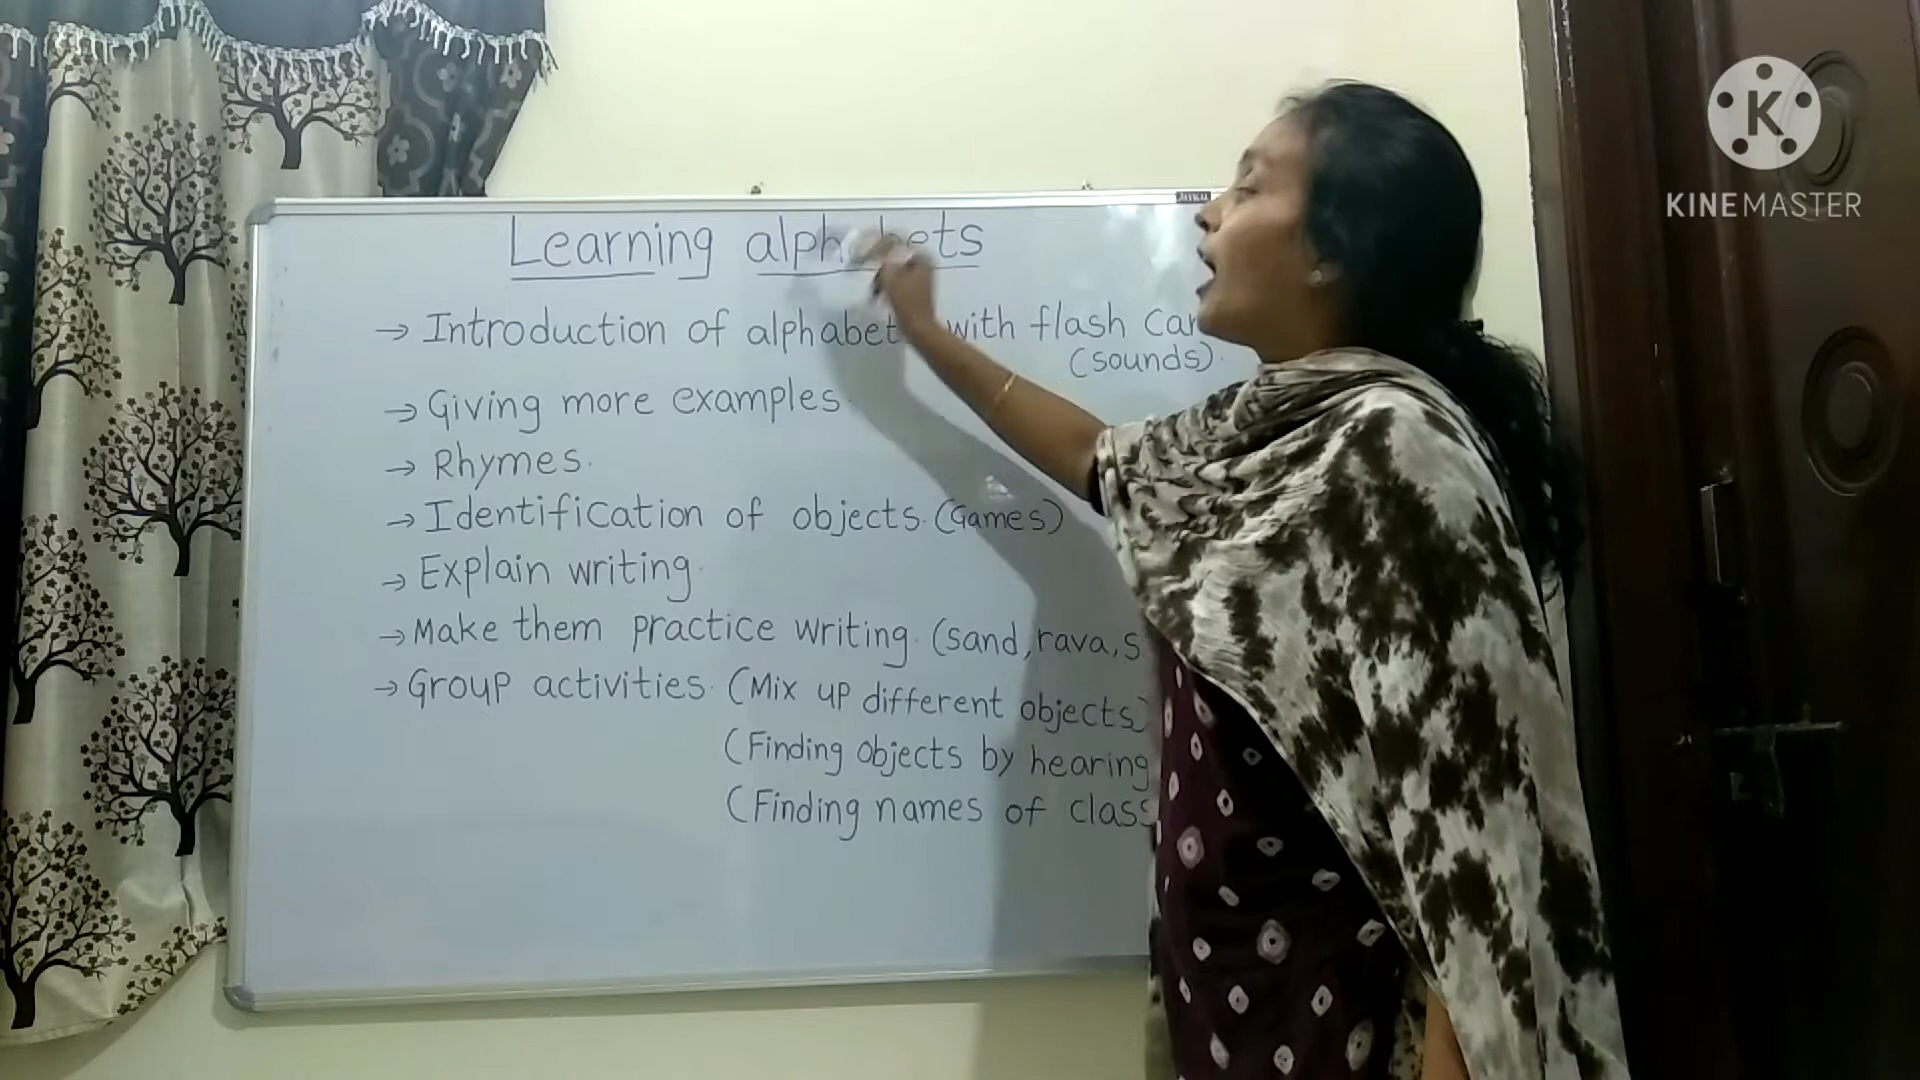 Learning alphabets
→ Introduction of alphabet with flash Car
(sounds).
→ Giving more examples.
→ Rhymes.
→ Identification of objects. (Games)
→ Explain writing.
→ Make them practice writing. (sand, rava, s
→ Group activities. (Mix up different objects)
(Finding objects by hearing
(Finding names of class
K
KINEMASTER